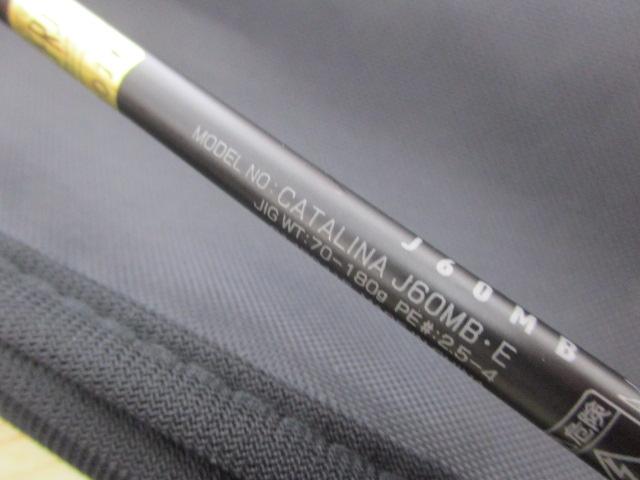 MODEL NO: CATALINA J60MB・E
JIG WT:70-180g PE#:2.5-4
J60MB
危険